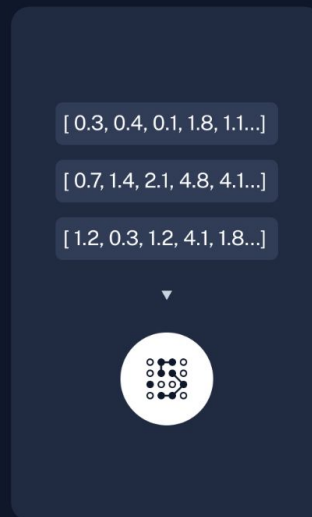 [ 0.3, 0.4, 0.1, 1.8, 1.1...]
[ 0.7, 1.4, 2.1, 4.8, 4.1...]
[ 1.2, 0.3, 1.2, 4.1, 1.8...]